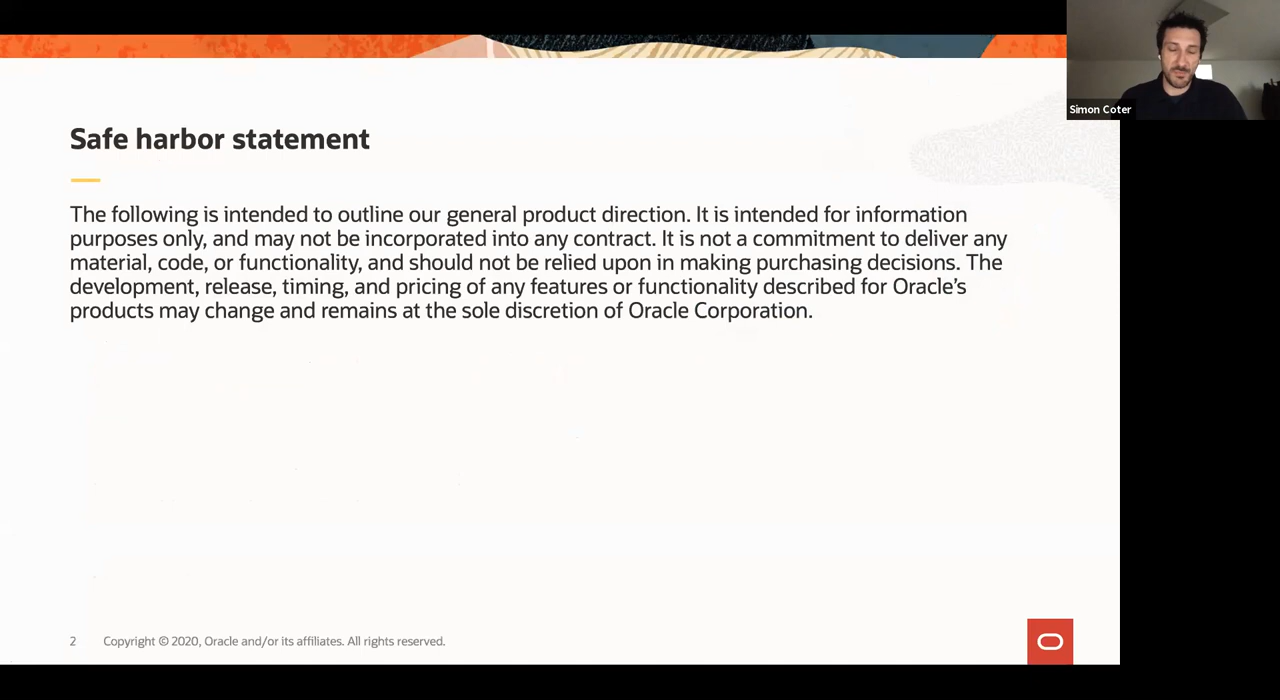 Simon Coter
Safe harbor statement
The following is intended to outline our general product direction. It is intended for information
purposes only, and may not be incorporated into any contract. It is not a commitment to deliver any
material, code, or functionality, and should not be relied upon in making purchasing decisions. The
development, release, timing, and pricing of any features or functionality described for Oracle’s
products may change and remains at the sole discretion of Oracle Corporation.
2 Copyright © 2020, Oracle and/or its affiliates. All rights reserved.